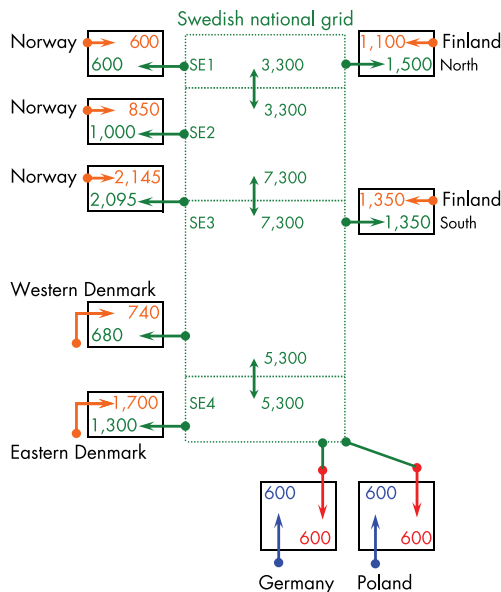 Swedish national grid
Norway
600
600
SE1
3,300
3,300
1,100
Finland
1,500
North
Norway
850
1,000
SE2
Norway
2,145
2,095
SE3
7,300
7,300
1,350
Finland
1,350
South
Western Denmark
740
680
5,300
5,300
1,700
1,300
SE4
Eastern Denmark
600
600
600
600
Germany
Poland